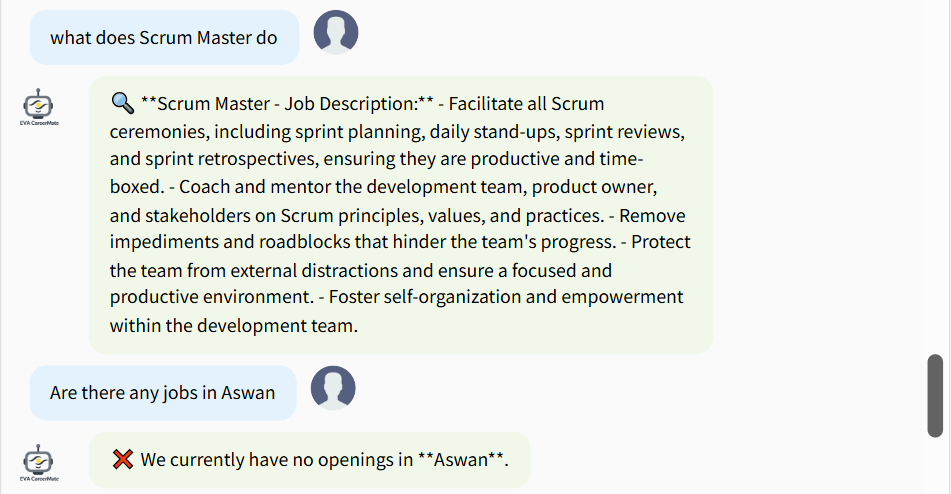 what does Scrum Master do
🔍 **Scrum Master - Job Description:** - Facilitate all Scrum
ceremonies, including sprint planning, daily stand-ups, sprint reviews,
and sprint retrospectives, ensuring they are productive and time-
boxed. - Coach and mentor the development team, product owner,
and stakeholders on Scrum principles, values, and practices. - Remove
impediments and roadblocks that hinder the team's progress. - Protect
the team from external distractions and ensure a focused and
productive environment. - Foster self-organization and empowerment
within the development team.
EVA CareerMate
Are there any jobs in Aswan
❌ We currently have no openings in **Aswan**.
EVA CareerMate